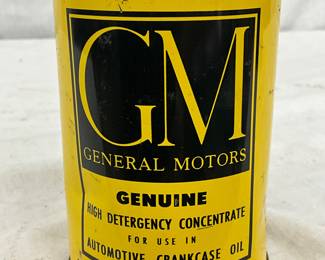 GM
GENERAL MOTORS
GENUINE
HIGH DETERGENCY CONCENTRATE
FOR USE IN
AUTOMOTIVE CRANKCASE OIL